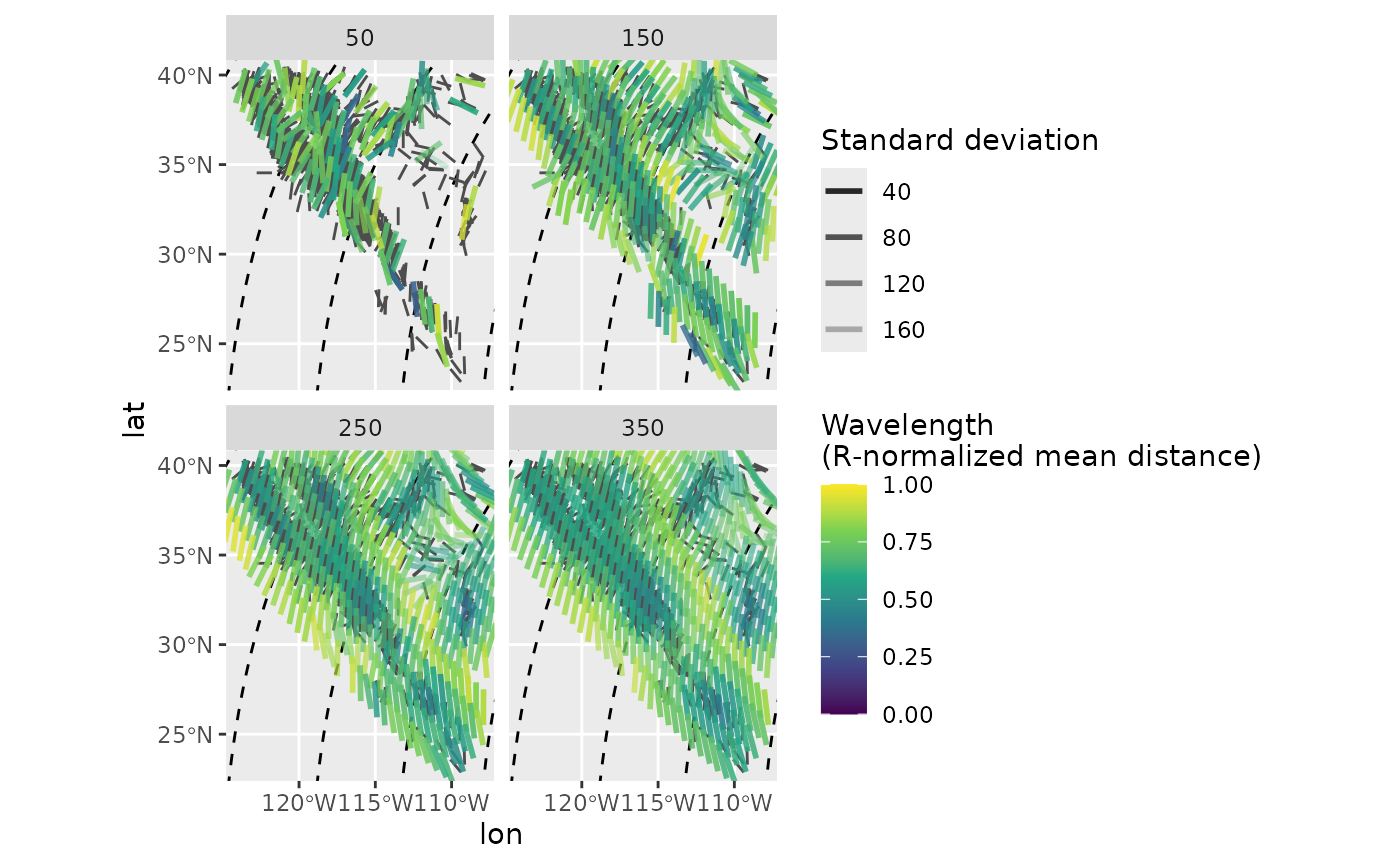 50
150
40°N
35°N
30°N
25°N
250
350
40°N
35°N
30°N
25°N
120°W
115°W
110°W
120°W
115°W
110°W
lat
lon
Standard deviation
40
80
120
160
Wavelength
(R-normalized mean distance)
1.00
0.75
0.50
0.25
0.00